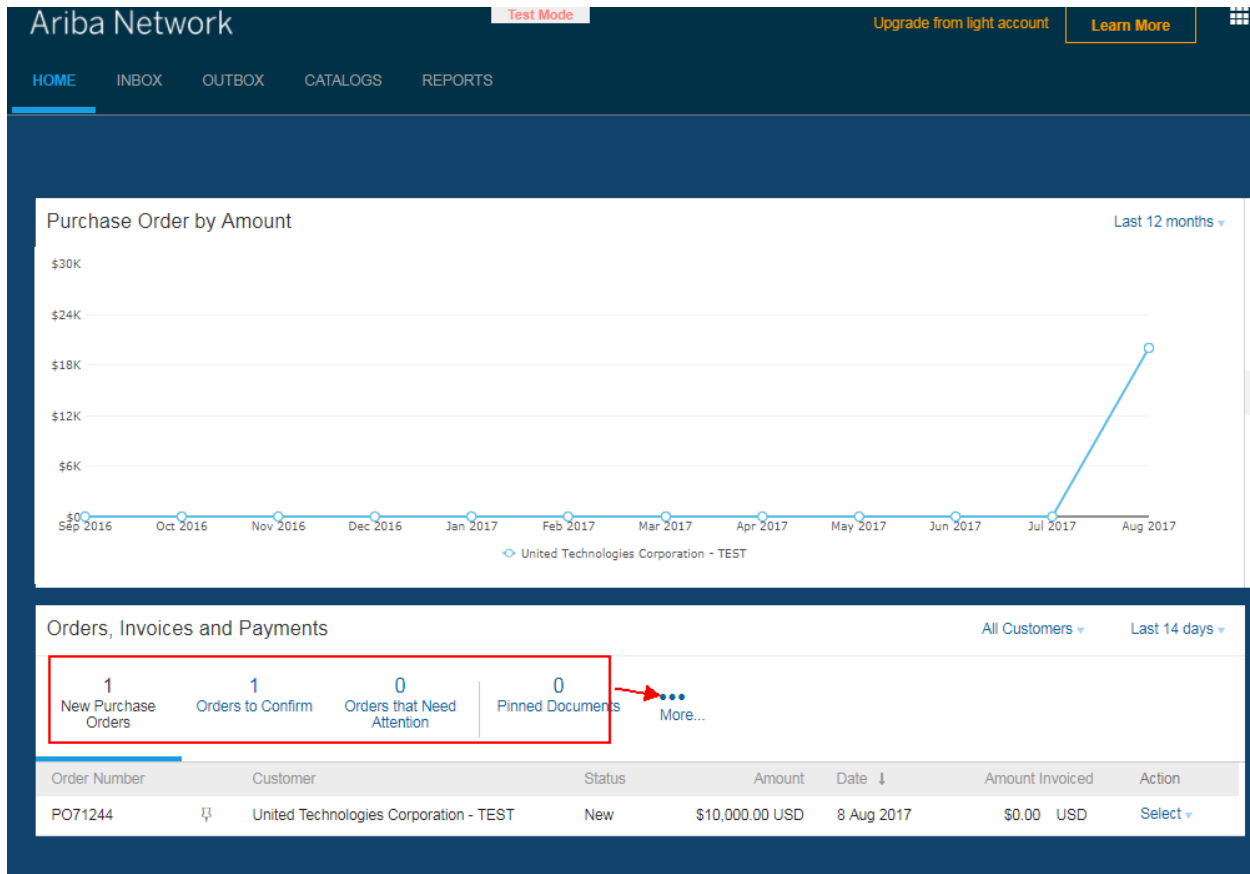 Ariba Network
Test Mode
Upgrade from light account
Learn More
HOME INBOX OUTBOX CATALOGS REPORTS
Purchase Order by Amount
Last 12 months
$30K
$24K
$18K
$12K
$6K
$0
Sep 2016 Oct 2016 Nov 2016 Dec 2016 Jan 2017 Feb 2017 Mar 2017 Apr 2017 May 2017 Jun 2017 Jul 2017 Aug 2017
United Technologies Corporation - TEST
Orders, Invoices and Payments
All Customers
Last 14 days
1
New Purchase
Orders
1
Orders to Confirm
0
Orders that Need
Attention
0
Pinned Documents
More...
Order Number Customer Status Amount Date ↓ Amount Invoiced Action
PO71244 United Technologies Corporation - TEST New $10,000.00 USD 8 Aug 2017 $0.00 USD Select